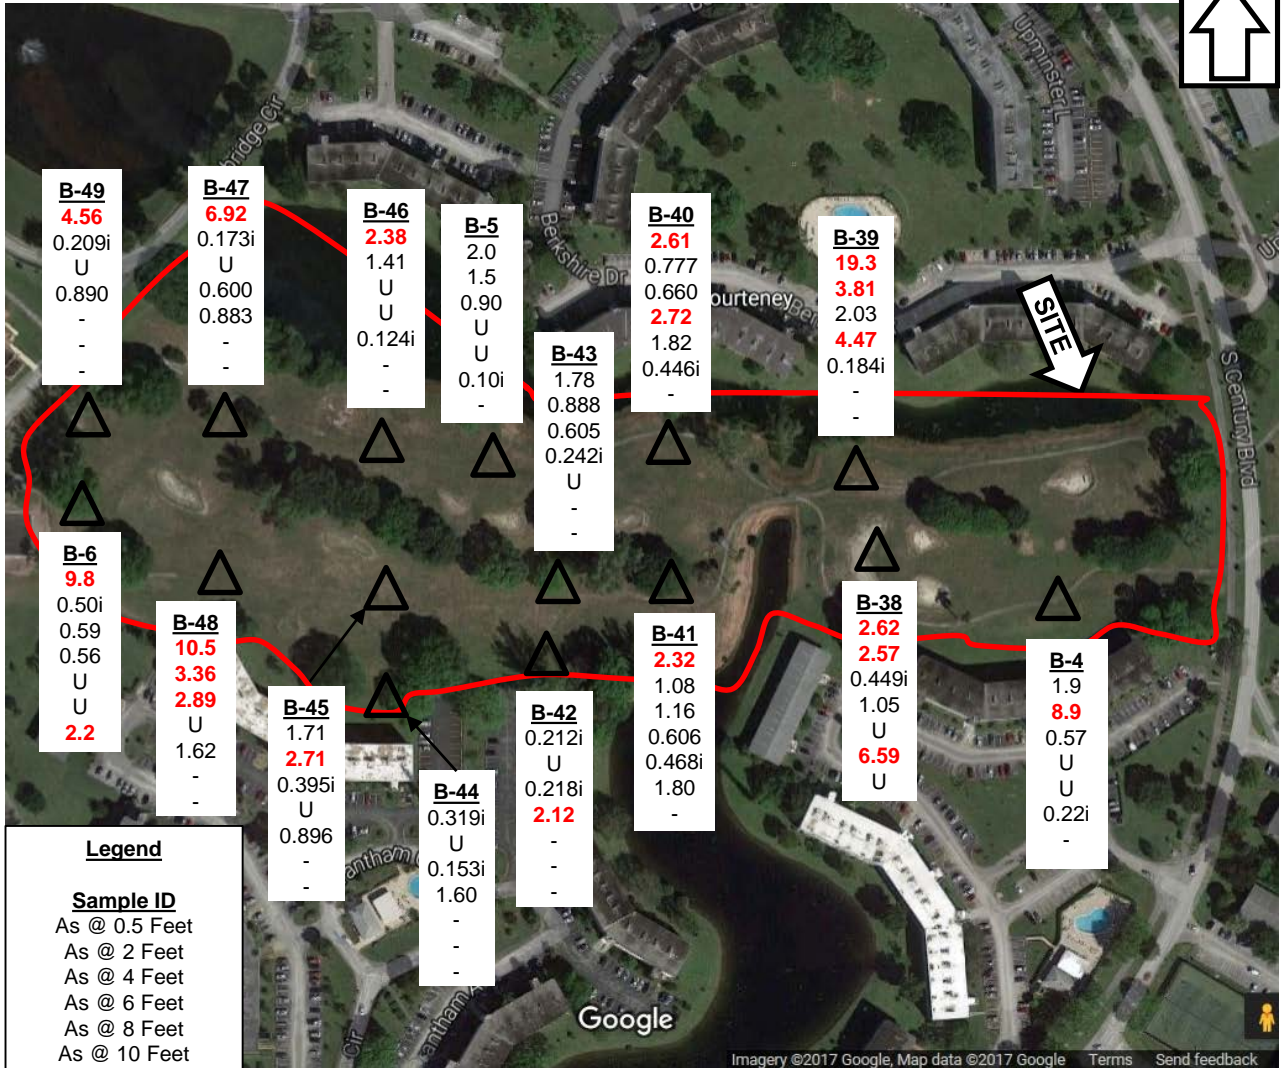 Upminster L
bridge Cir
B-49
4.56
0.209i
U
0.890
-
-
-
B-47
6.92
0.173i
U
0.600
0.883
-
-
B-46
2.38
1.41
U
U
0.124i
-
-
B-5
2.0
1.5
0.90
U
U
0.10i
-
B-40
2.61
0.777
0.660
2.72
1.82
0.446i
-
B-39
19.3
3.81
2.03
4.47
0.184i
-
-
Berkshire Dr
ourteney
Ber
SITE
S Century Blvd
B-43
1.78
0.888
0.605
0.242i
U
-
-
B-6
9.8
0.50i
0.59
0.56
U
U
2.2
B-48
10.5
3.36
2.89
U
1.62
-
-
B-45
1.71
2.71
0.395i
U
0.896
-
-
B-44
0.319i
U
0.153i
1.60
-
-
-
B-42
0.212i
U
0.218i
2.12
-
-
-
B-41
2.32
1.08
1.16
0.606
0.468i
1.80
-
B-38
2.62
2.57
0.449i
1.05
U
6.59
U
B-4
1.9
8.9
0.57
U
U
0.22i
-
antham
antham A
Cir
Legend
Sample ID
As @ 0.5 Feet
As @ 2 Feet
As @ 4 Feet
As @ 6 Feet
As @ 8 Feet
As @ 10 Feet
Google
Imagery ©2017 Google, Map data ©2017 Google Terms Send feedback